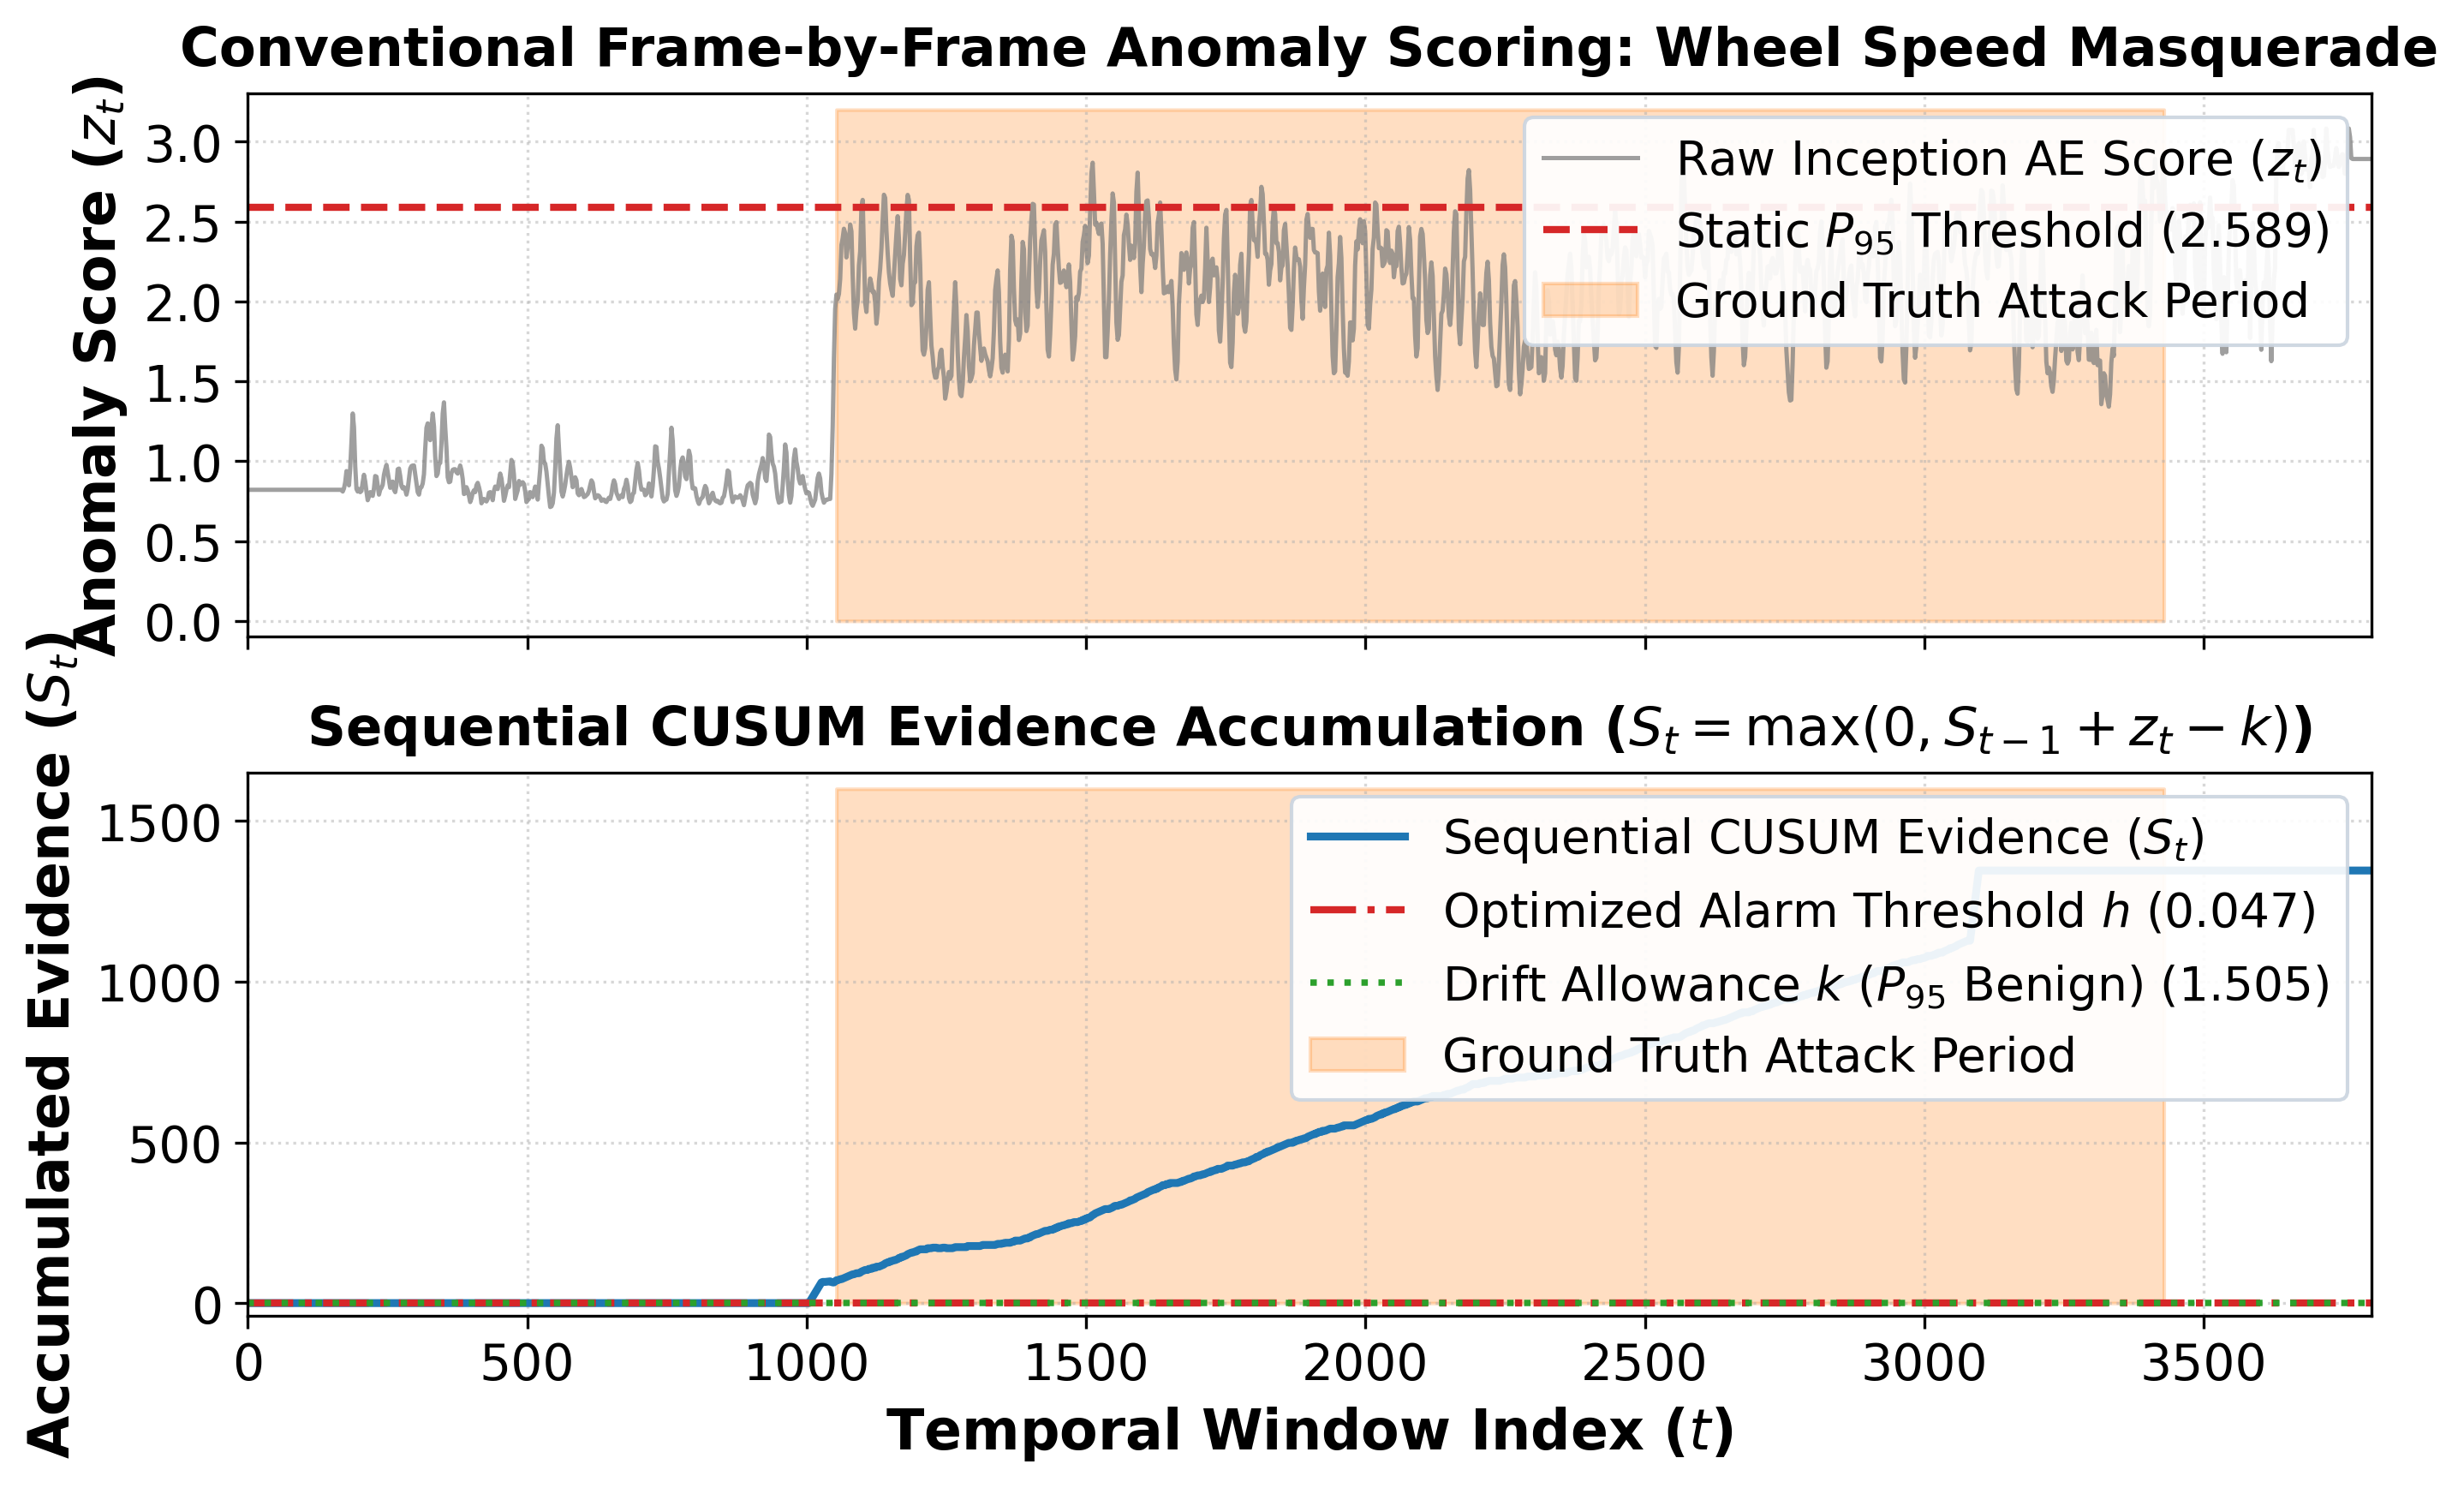 Conventional Frame-by-Frame Anomaly Scoring: Wheel Speed Masquerade
Anomaly Score (z_t)
3.0
2.5
2.0
1.5
1.0
0.5
0.0
Raw Inception AE Score (z_t)
Static P_95 Threshold (2.589)
Ground Truth Attack Period
Sequential CUSUM Evidence Accumulation (S_t = max(0, S_{t−1} + z_t − k))
Accumulated Evidence (S_t)
1500
1000
500
0
Sequential CUSUM Evidence (S_t)
Optimized Alarm Threshold h (0.047)
Drift Allowance k (P_95 Benign) (1.505)
Ground Truth Attack Period
0 500 1000 1500 2000 2500 3000 3500
Temporal Window Index (t)